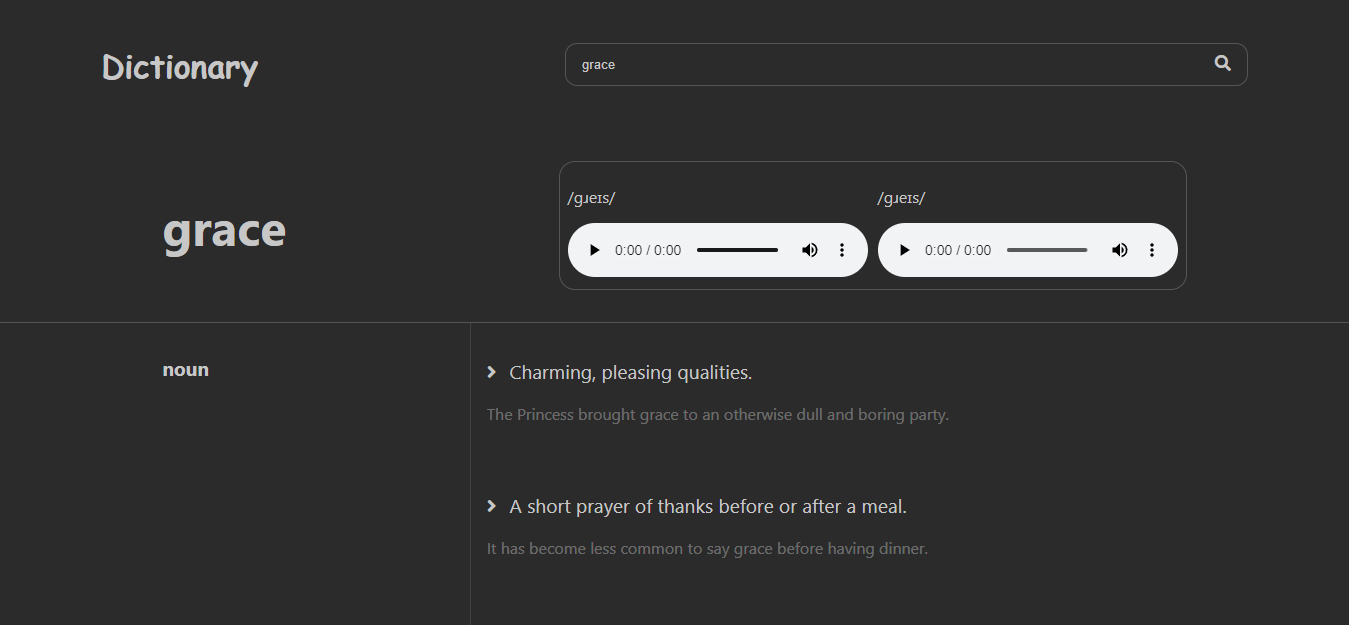 Dictionary
grace
grace
/ɡɹeɪs/ /ɡɹeɪs/
0:00 / 0:00 0:00 / 0:00
noun
Charming, pleasing qualities.
The Princess brought grace to an otherwise dull and boring party.
A short prayer of thanks before or after a meal.
It has become less common to say grace before having dinner.